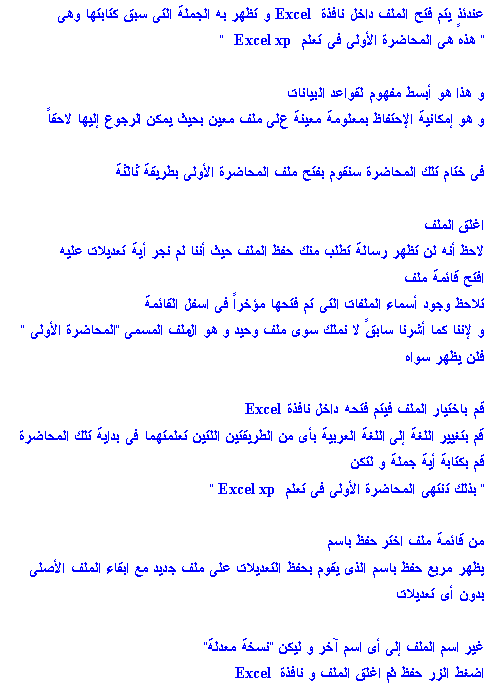 عندئذٍ يتم فتح الملف داخل نافذة Excel و تظهر به الجملة التى سبق كتابتها وهى
" هذه هى المحاضرة الأولى فى تعلم Excel xp "
و هذا هو أبسط مفهوم لقواعد البيانات
و هو إمكانية الإحتفاظ بمعلومة معينة على ملف معين بحيث يمكن الرجوع إليها لاحقاً
فى ختام تلك المحاضرة سنقوم بفتح ملف المحاضرة الأولى بطريقة ثالثة
اغلق الملف
لاحظ أنه لن تظهر رسالة تطلب منك حفظ الملف حيث أننا لم نجر أية تعديلات عليه
افتح قائمة ملف
تلاحظ وجود أسماء الملفات التى تم فتحها مؤخراً فى اسفل القائمة
و لإننا كما أشرنا سابقً لا نملك سوى ملف وحيد و هو الملف المسمى "المحاضرة الأولى "
فلن يظهر سواه
قم باختيار الملف فيتم فتحه داخل نافذة Excel
قم بتغيير اللغة إلى اللغة العربية بأى من الطريقتين اللتين تعلمتهما فى بداية تلك المحاضرة
قم بكتابة أية جملة و لتكن
" بذلك تنتهى المحاضرة الأولى فى تعلم Excel xp "
من قائمة ملف اختر حفظ باسم
يظهر مربع حفظ باسم الذى يقوم بحفظ التعديلات على ملف جديد مع ابقاء الملف الأصلى
بدون أى تعديلات
غير اسم الملف إلى أى اسم آخر و ليكن "نسخة معدلة"
اضغط الزر حفظ ثم اغلق الملف و نافذة Excel